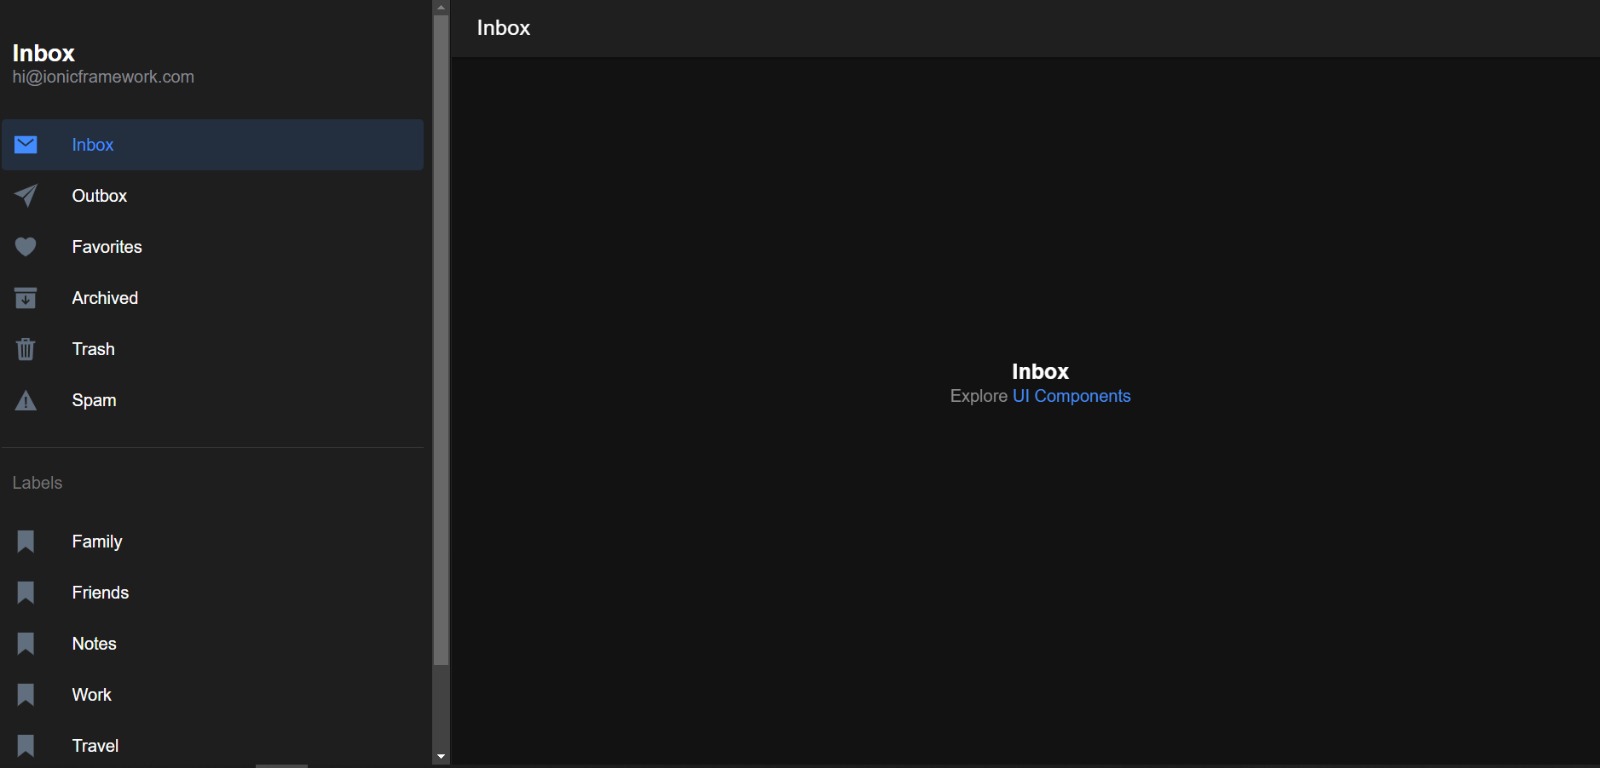 Inbox
hi@ionicframework.com
Inbox
Outbox
Favorites
Archived
Trash
Spam
Labels
Family
Friends
Notes
Work
Travel
Inbox
Inbox
Explore UI Components